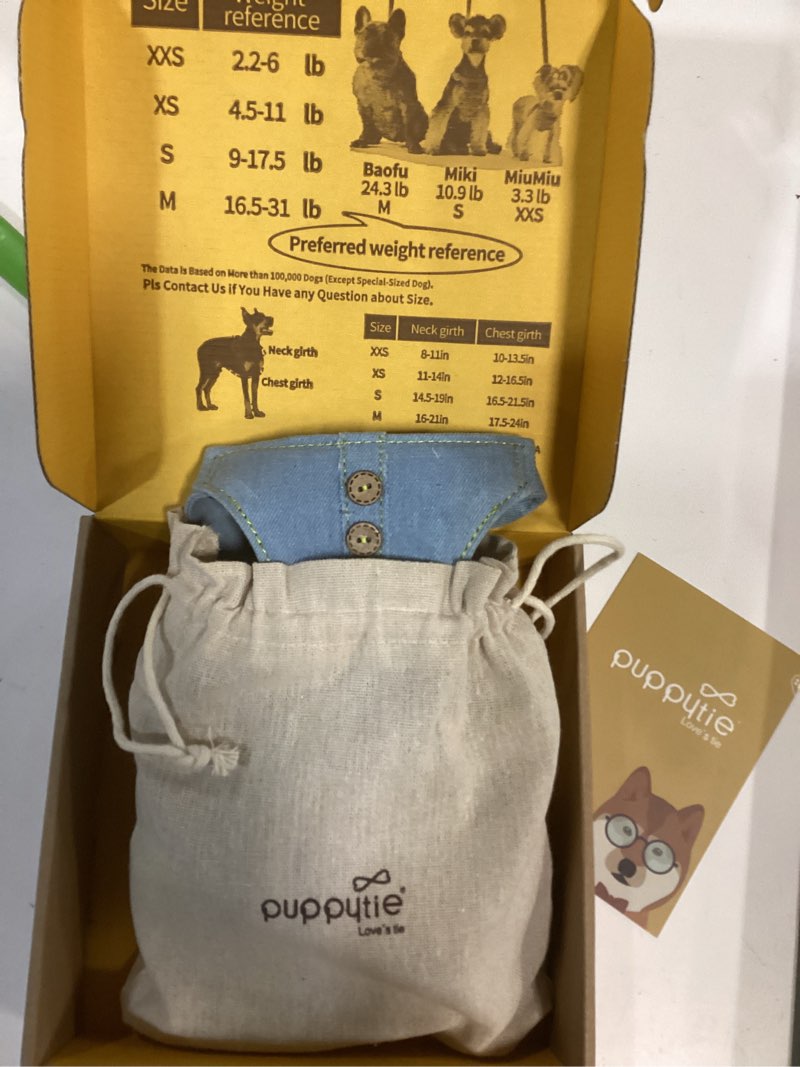 Size Weight
reference
XXS 2.2-6 lb
XS 4.5-11 lb
S 9-17.5 lb
M 16.5-31 lb
Baofu Miki MiuMiu
24.3 lb 10.9 lb 3.3 lb
M S XXS
Preferred weight reference
The Data Is Based on More than 100,000 Dogs (Except Special-Sized Dog).
Pls Contact Us if You Have any Question about Size.
Neck girth
Chest girth
Size Neck girth Chest girth
XXS 8-11in 10-13.5in
XS 11-14in 12-16.5in
S 14.5-19in 16.5-21.5in
M 16-21in 17.5-24in
puppytie
Love's tie
puppytie®
Love's tie